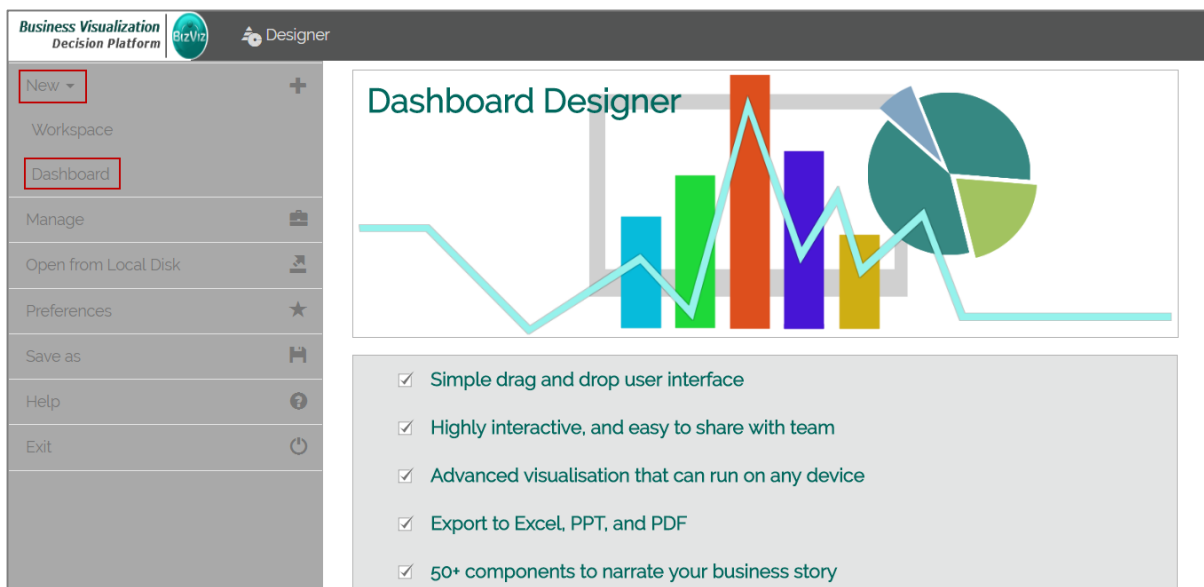 Business Visualization
Decision Platform
BizViz
Designer
New
Workspace
Dashboard
Manage
Open from Local Disk
Preferences
Save as
Help
Exit
Dashboard Designer
Simple drag and drop user interface
Highly interactive, and easy to share with team
Advanced visualisation that can run on any device
Export to Excel, PPT, and PDF
50+ components to narrate your business story